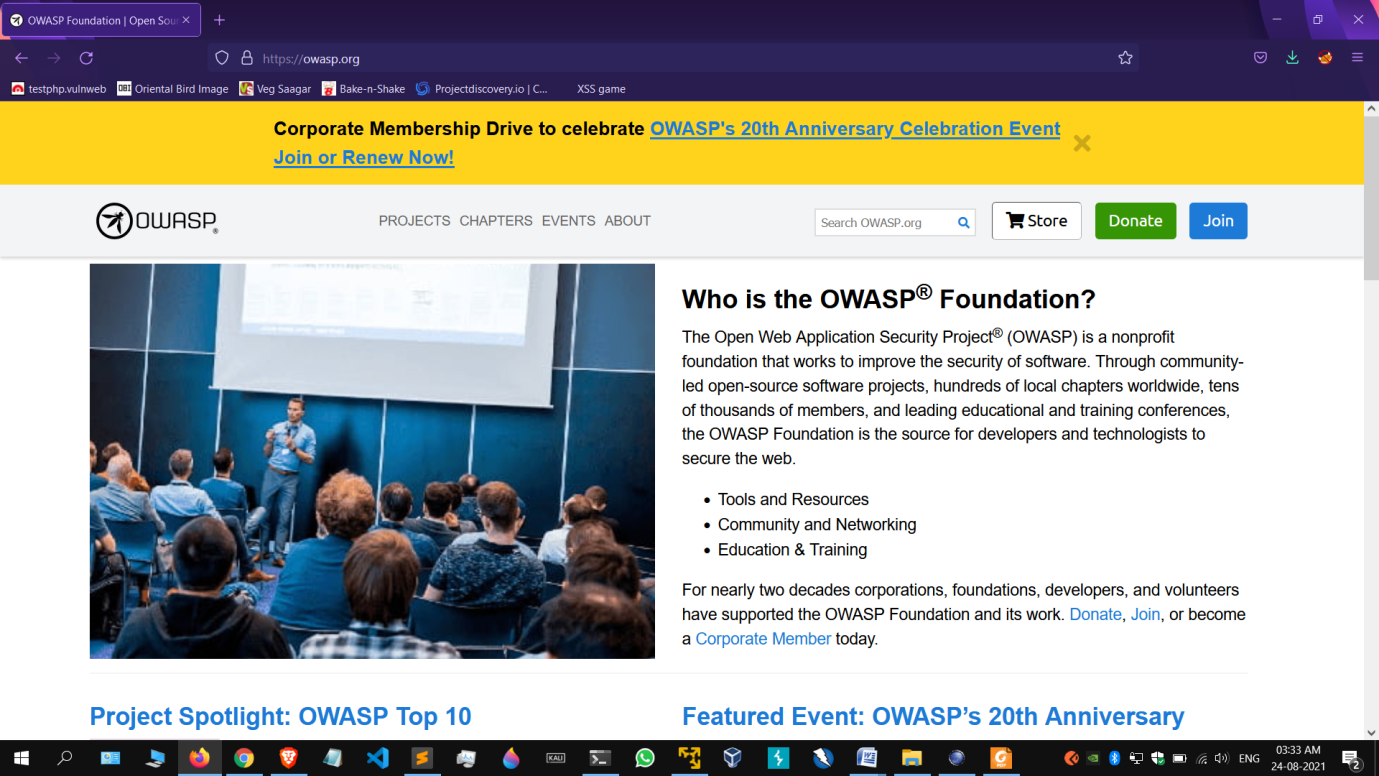 OWASP Foundation | Open Sour
https://owasp.org
testphp.vulnweb Oriental Bird Image Veg Saagar Bake-n-Shake Projectdiscovery.io | C... XSS game
Corporate Membership Drive to celebrate OWASP's 20th Anniversary Celebration Event
Join or Renew Now!
OWASP®
PROJECTS CHAPTERS EVENTS ABOUT
Search OWASP.org
Store
Donate
Join
Who is the OWASP® Foundation?
The Open Web Application Security Project® (OWASP) is a nonprofit
foundation that works to improve the security of software. Through community-
led open-source software projects, hundreds of local chapters worldwide, tens
of thousands of members, and leading educational and training conferences,
the OWASP Foundation is the source for developers and technologists to
secure the web.
• Tools and Resources
• Community and Networking
• Education & Training
For nearly two decades corporations, foundations, developers, and volunteers
have supported the OWASP Foundation and its work. Donate, Join, or become
a Corporate Member today.
Project Spotlight: OWASP Top 10
Featured Event: OWASP’s 20th Anniversary
KALI
ENG
03:33 AM
24-08-2021
2